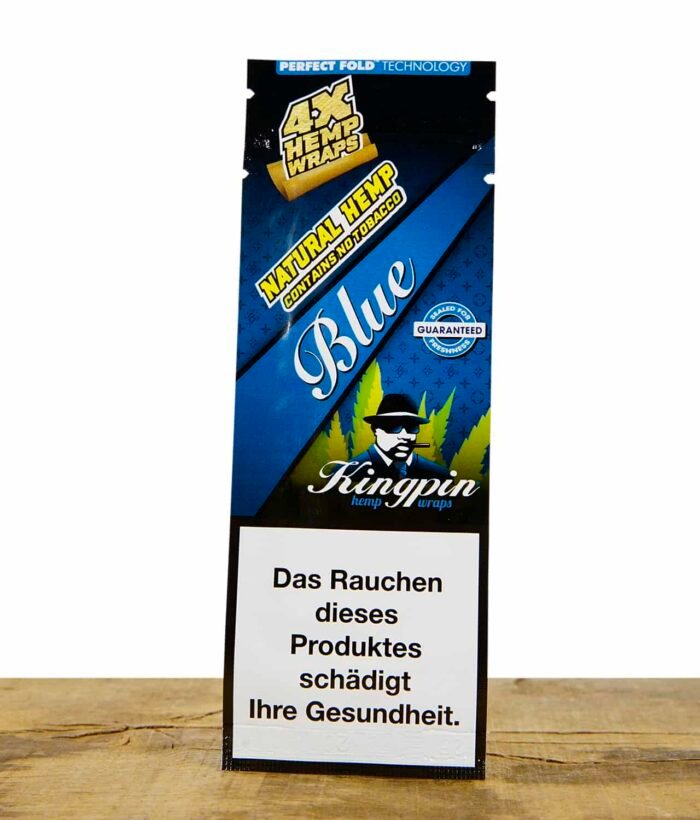 PERFECT FOLD™ TECHNOLOGY
4X
HEMP
WRAPS
NATURAL HEMP
CONTAINS NO TOBACCO
Blue
SEALED FOR
GUARANTEED
FRESHNESS
Kingpin
hemp wraps
Das Rauchen
dieses
Produktes
schädigt
Ihre Gesundheit.